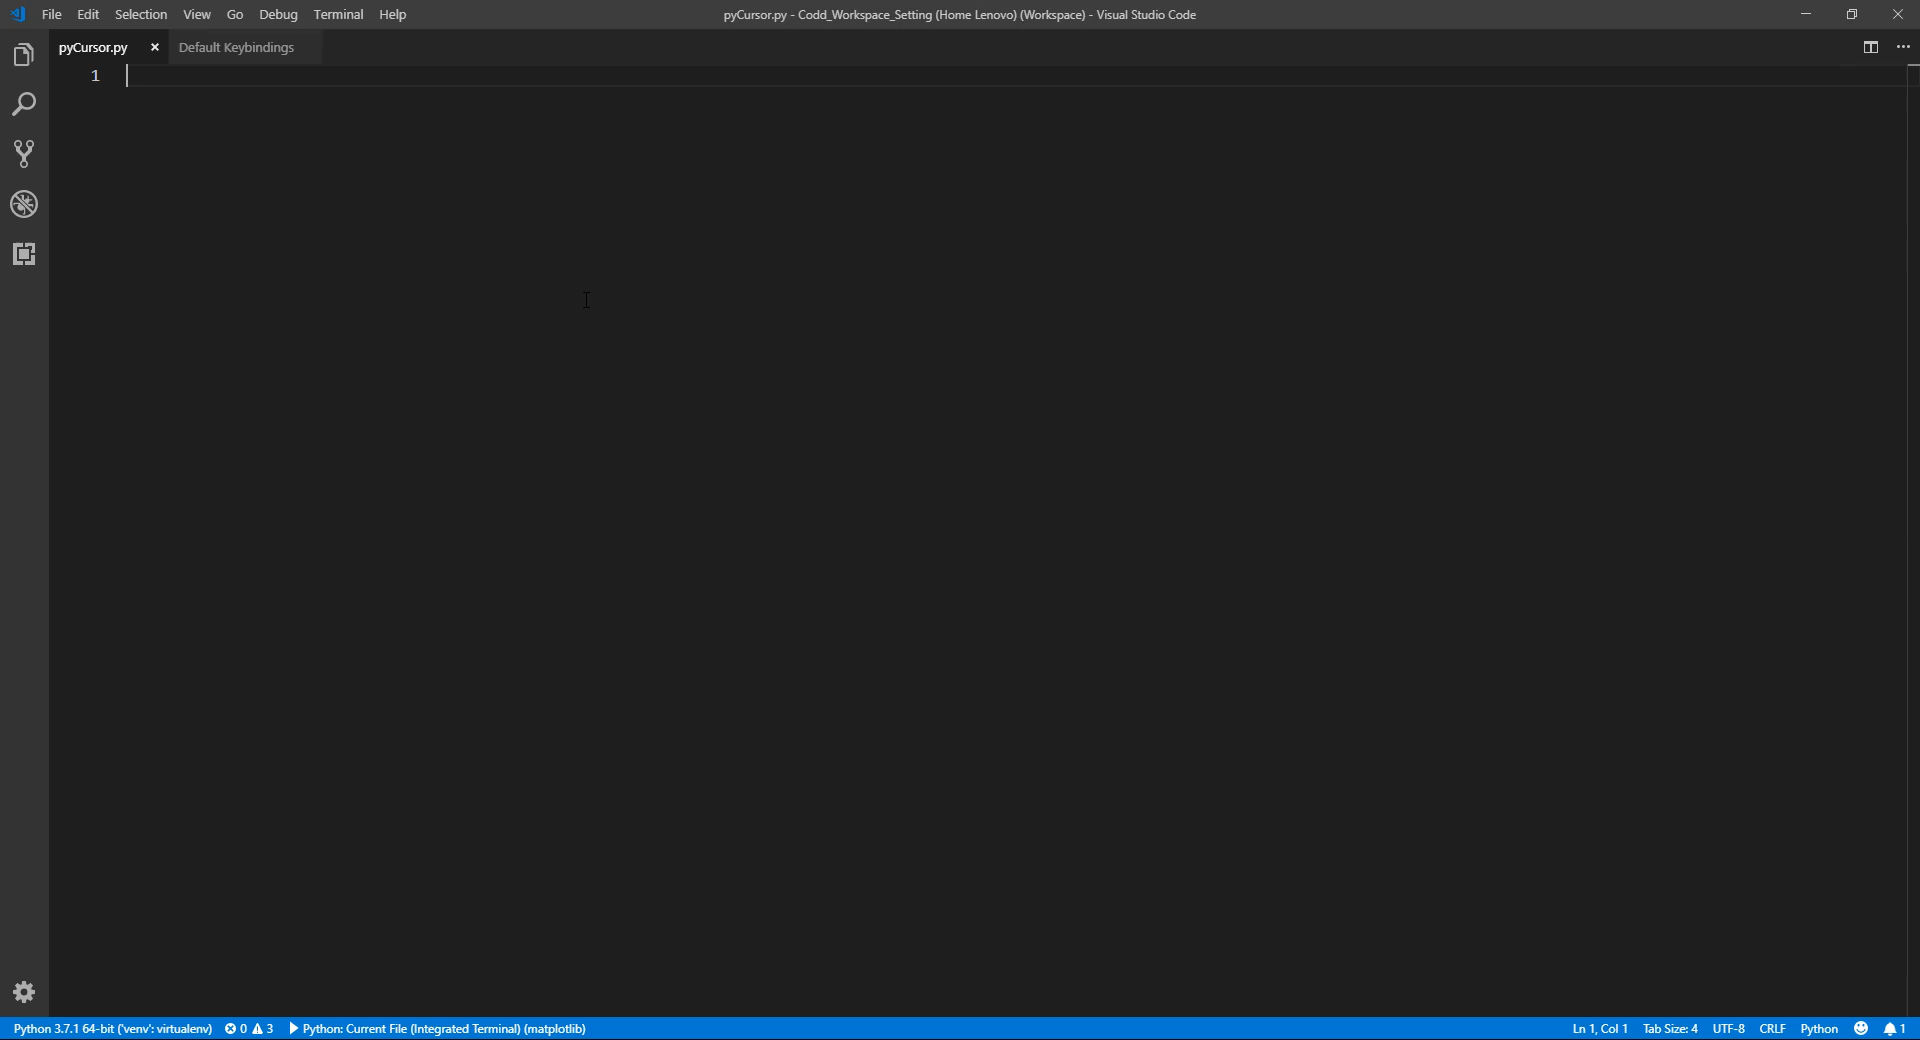 File Edit Selection View Go Debug Terminal Help pyCursor.py - Codd_Workspace_Setting (Home Lenovo) (Workspace) - Visual Studio Code
pyCursor.py × Default Keybindings
1
Python 3.7.1 64-bit ('venv': virtualenv) 0 3 Python: Current File (Integrated Terminal) (matplotlib) Ln 1, Col 1 Tab Size: 4 UTF-8 CRLF Python 1